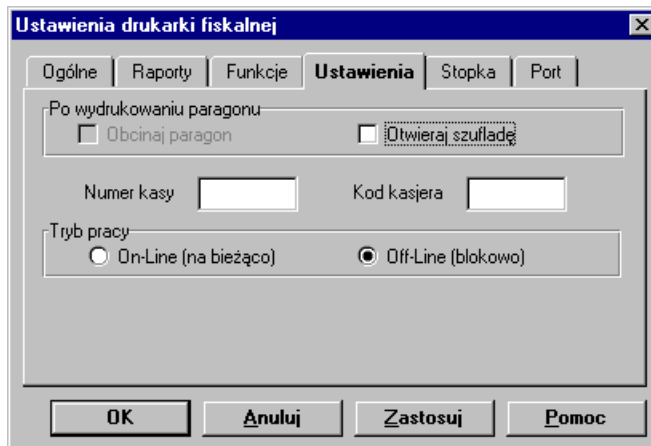 Ustawienia drukarki fiskalnej
Ogólne Raporty Funkcje Ustawienia Stopka Port
Po wydrukowaniu paragonu
Obcinaj paragon Otwieraj szufladę
Numer kasy Kod kasjera
Tryb pracy
On-Line (na bieżąco) Off-Line (blokowo)
OK Anuluj Zastosuj Pomoc